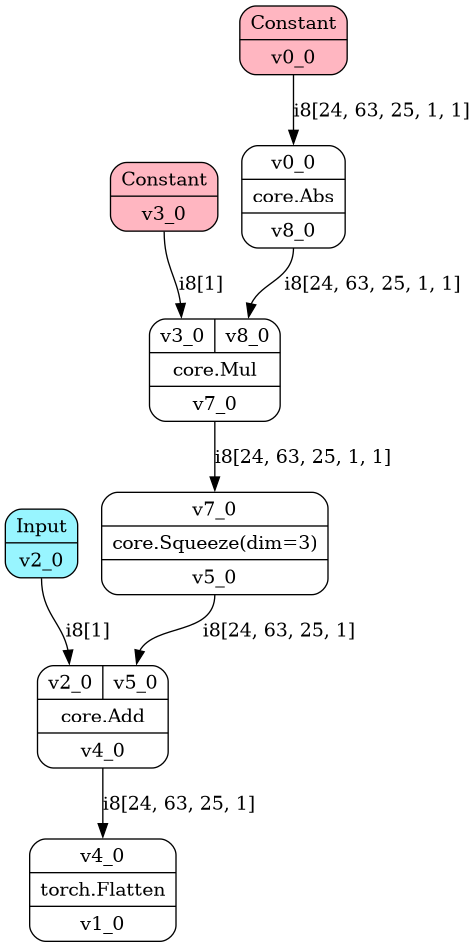 Constant
v0_0
i8[24, 63, 25, 1, 1]
v0_0
core.Abs
v8_0
Constant
v3_0
i8[1]
i8[24, 63, 25, 1, 1]
v3_0 v8_0
core.Mul
v7_0
i8[24, 63, 25, 1, 1]
v7_0
core.Squeeze(dim=3)
v5_0
Input
v2_0
i8[1]
i8[24, 63, 25, 1]
v2_0 v5_0
core.Add
v4_0
i8[24, 63, 25, 1]
v4_0
torch.Flatten
v1_0